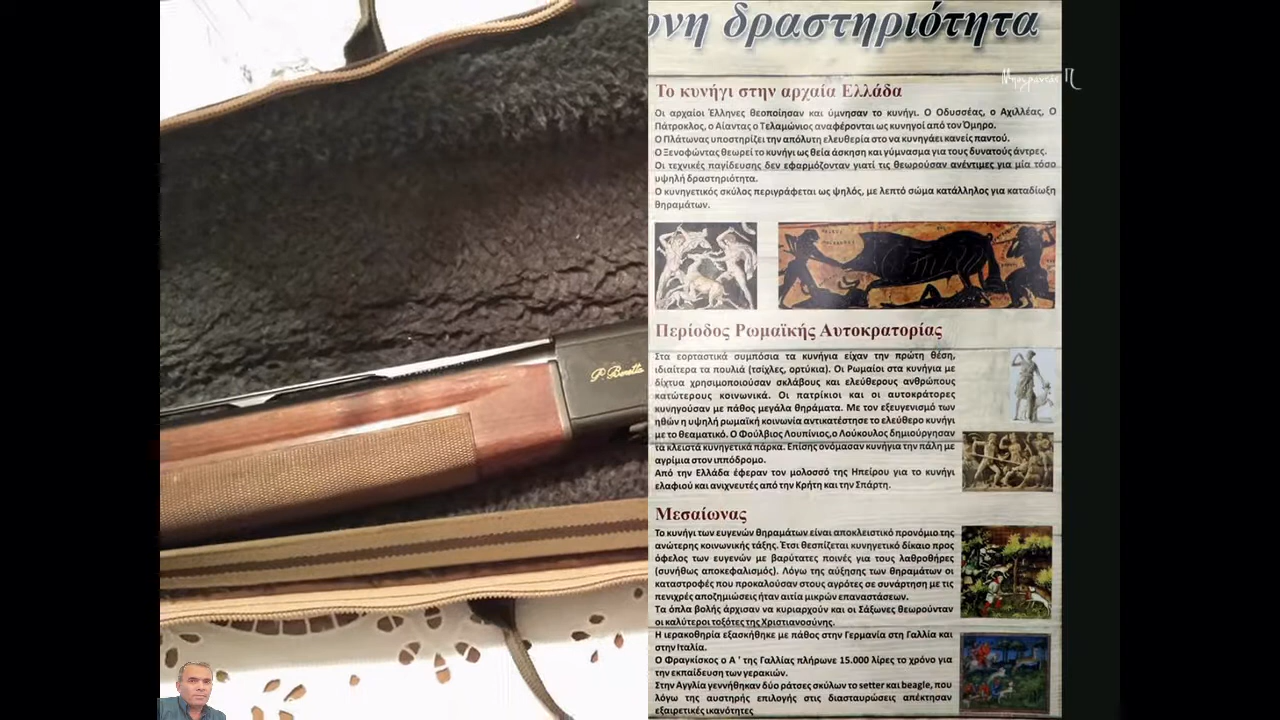 ονη δραστηριότητα
Μπουραντάς Π
Το κυνήγι στην αρχαία Ελλάδα
Οι αρχαίοι Έλληνες θεοποίησαν και ύμνησαν το κυνήγι. Ο Οδυσσέας, ο Αχιλλέας, Ο
Πάτροκλος, ο Αίαντας ο Τελαμώνιος αναφέρονται ως κυνηγοί από τον Όμηρο.
Ο Πλάτωνας υποστηρίζει την απόλυτη ελευθερία στο να κυνηγάει κανείς παντού.
Ο Ξενοφώντας θεωρεί το κυνήγι ως θεία άσκηση και γύμνασμα για τους δυνατούς άντρες.
Οι τεχνικές παγίδευσης δεν εφαρμόζονταν γιατί τις θεωρούσαν ανέντιμες για μία τόσο
υψηλή δραστηριότητα.
Ο κυνηγετικός σκύλος περιγράφεται ως ψηλός, με λεπτό σώμα κατάλληλος για καταδίωξη
θηραμάτων.
P. Beretta
Περίοδος Ρωμαϊκής Αυτοκρατορίας
Στα εορταστικά συμπόσια τα κυνήγια είχαν την πρώτη θέση,
ιδιαίτερα τα πουλιά (τσίχλες, ορτύκια). Οι Ρωμαίοι στα κυνήγια με
δίχτυα χρησιμοποιούσαν σκλάβους και ελεύθερους ανθρώπους
κατώτερους κοινωνικά. Οι πατρίκιοι και οι αυτοκράτορες
κυνηγούσαν με πάθος μεγάλα θηράματα. Με τον εξευγενισμό των
ηθών η υψηλή ρωμαϊκή κοινωνία αντικατέστησε το ελεύθερο κυνήγι
με το θεαματικό. Ο Φούλβιος Λουπίνιος,ο Λούκουλος δημιούργησαν
τα κλειστά κυνηγετικά πάρκα. Επίσης ονόμασαν κυνήγια την πάλη με
αγρίμια στον ιππόδρομο.
Από την Ελλάδα έφεραν τον μολοσσό της Ηπείρου για το κυνήγι
ελαφιού και ανιχνευτές από την Κρήτη και την Σπάρτη.
Μεσαίωνας
Το κυνήγι των ευγενών θηραμάτων είναι αποκλειστικό προνόμιο της
ανώτερης κοινωνικής τάξης. Έτσι θεσπίζεται κυνηγετικό δίκαιο προς
όφελος των ευγενών με βαρύτατες ποινές για τους λαθροθήρες
(συνήθως αποκεφαλισμός). Λόγω της αύξησης των θηραμάτων οι
καταστροφές που προκαλούσαν στους αγρότες σε συνάρτηση με τις
πενιχρές αποζημιώσεις ήταν αιτία μικρών επαναστάσεων.
Τα όπλα βολής άρχισαν να κυριαρχούν και οι Σάξωνες θεωρούνταν
οι καλύτεροι τοξότες της Χριστιανοσύνης.
Η ιερακοθηρία εξασκήθηκε με πάθος στην Γερμανία στη Γαλλία και
στην Ιταλία.
Ο Φραγκίσκος ο Α ' της Γαλλίας πλήρωνε 15.000 λίρες το χρόνο για
την εκπαίδευση των γερακιών.
Στην Αγγλία γεννήθηκαν δύο ράτσες σκύλων το setter και beagle, που
λόγω της αυστηρής επιλογής στις διασταυρώσεις απέκτησαν
εξαιρετικές ικανότητες